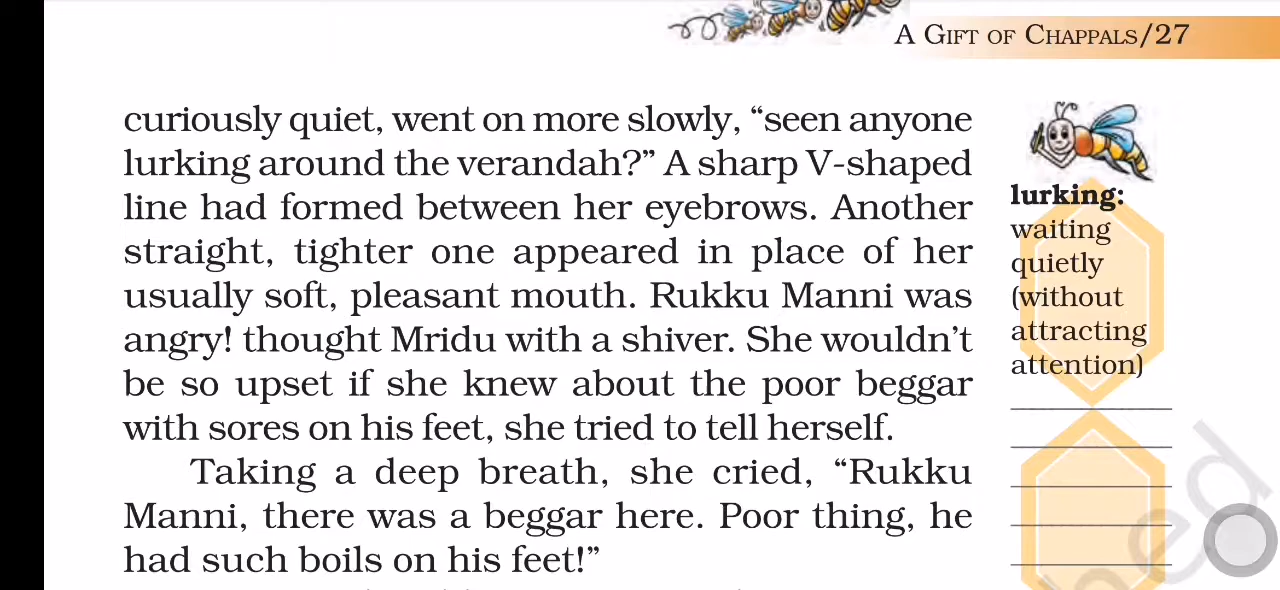 A Gift of Chappals/27
curiously quiet, went on more slowly, “seen anyone
lurking around the verandah?” A sharp V-shaped
line had formed between her eyebrows. Another
straight, tighter one appeared in place of her
usually soft, pleasant mouth. Rukku Manni was
angry! thought Mridu with a shiver. She wouldn’t
be so upset if she knew about the poor beggar
with sores on his feet, she tried to tell herself.
Taking a deep breath, she cried, “Rukku
Manni, there was a beggar here. Poor thing, he
had such boils on his feet!”
lurking:
waiting
quietly
(without
attracting
attention)